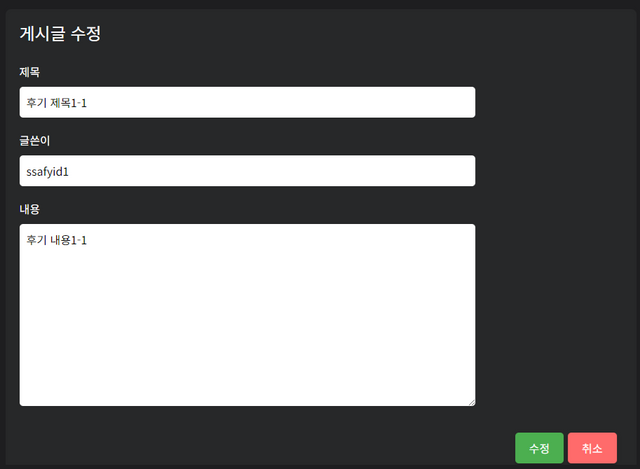 게시글 수정
제목
후기 제목1-1
글쓴이
ssafyid1
내용
후기 내용1-1
수정 취소